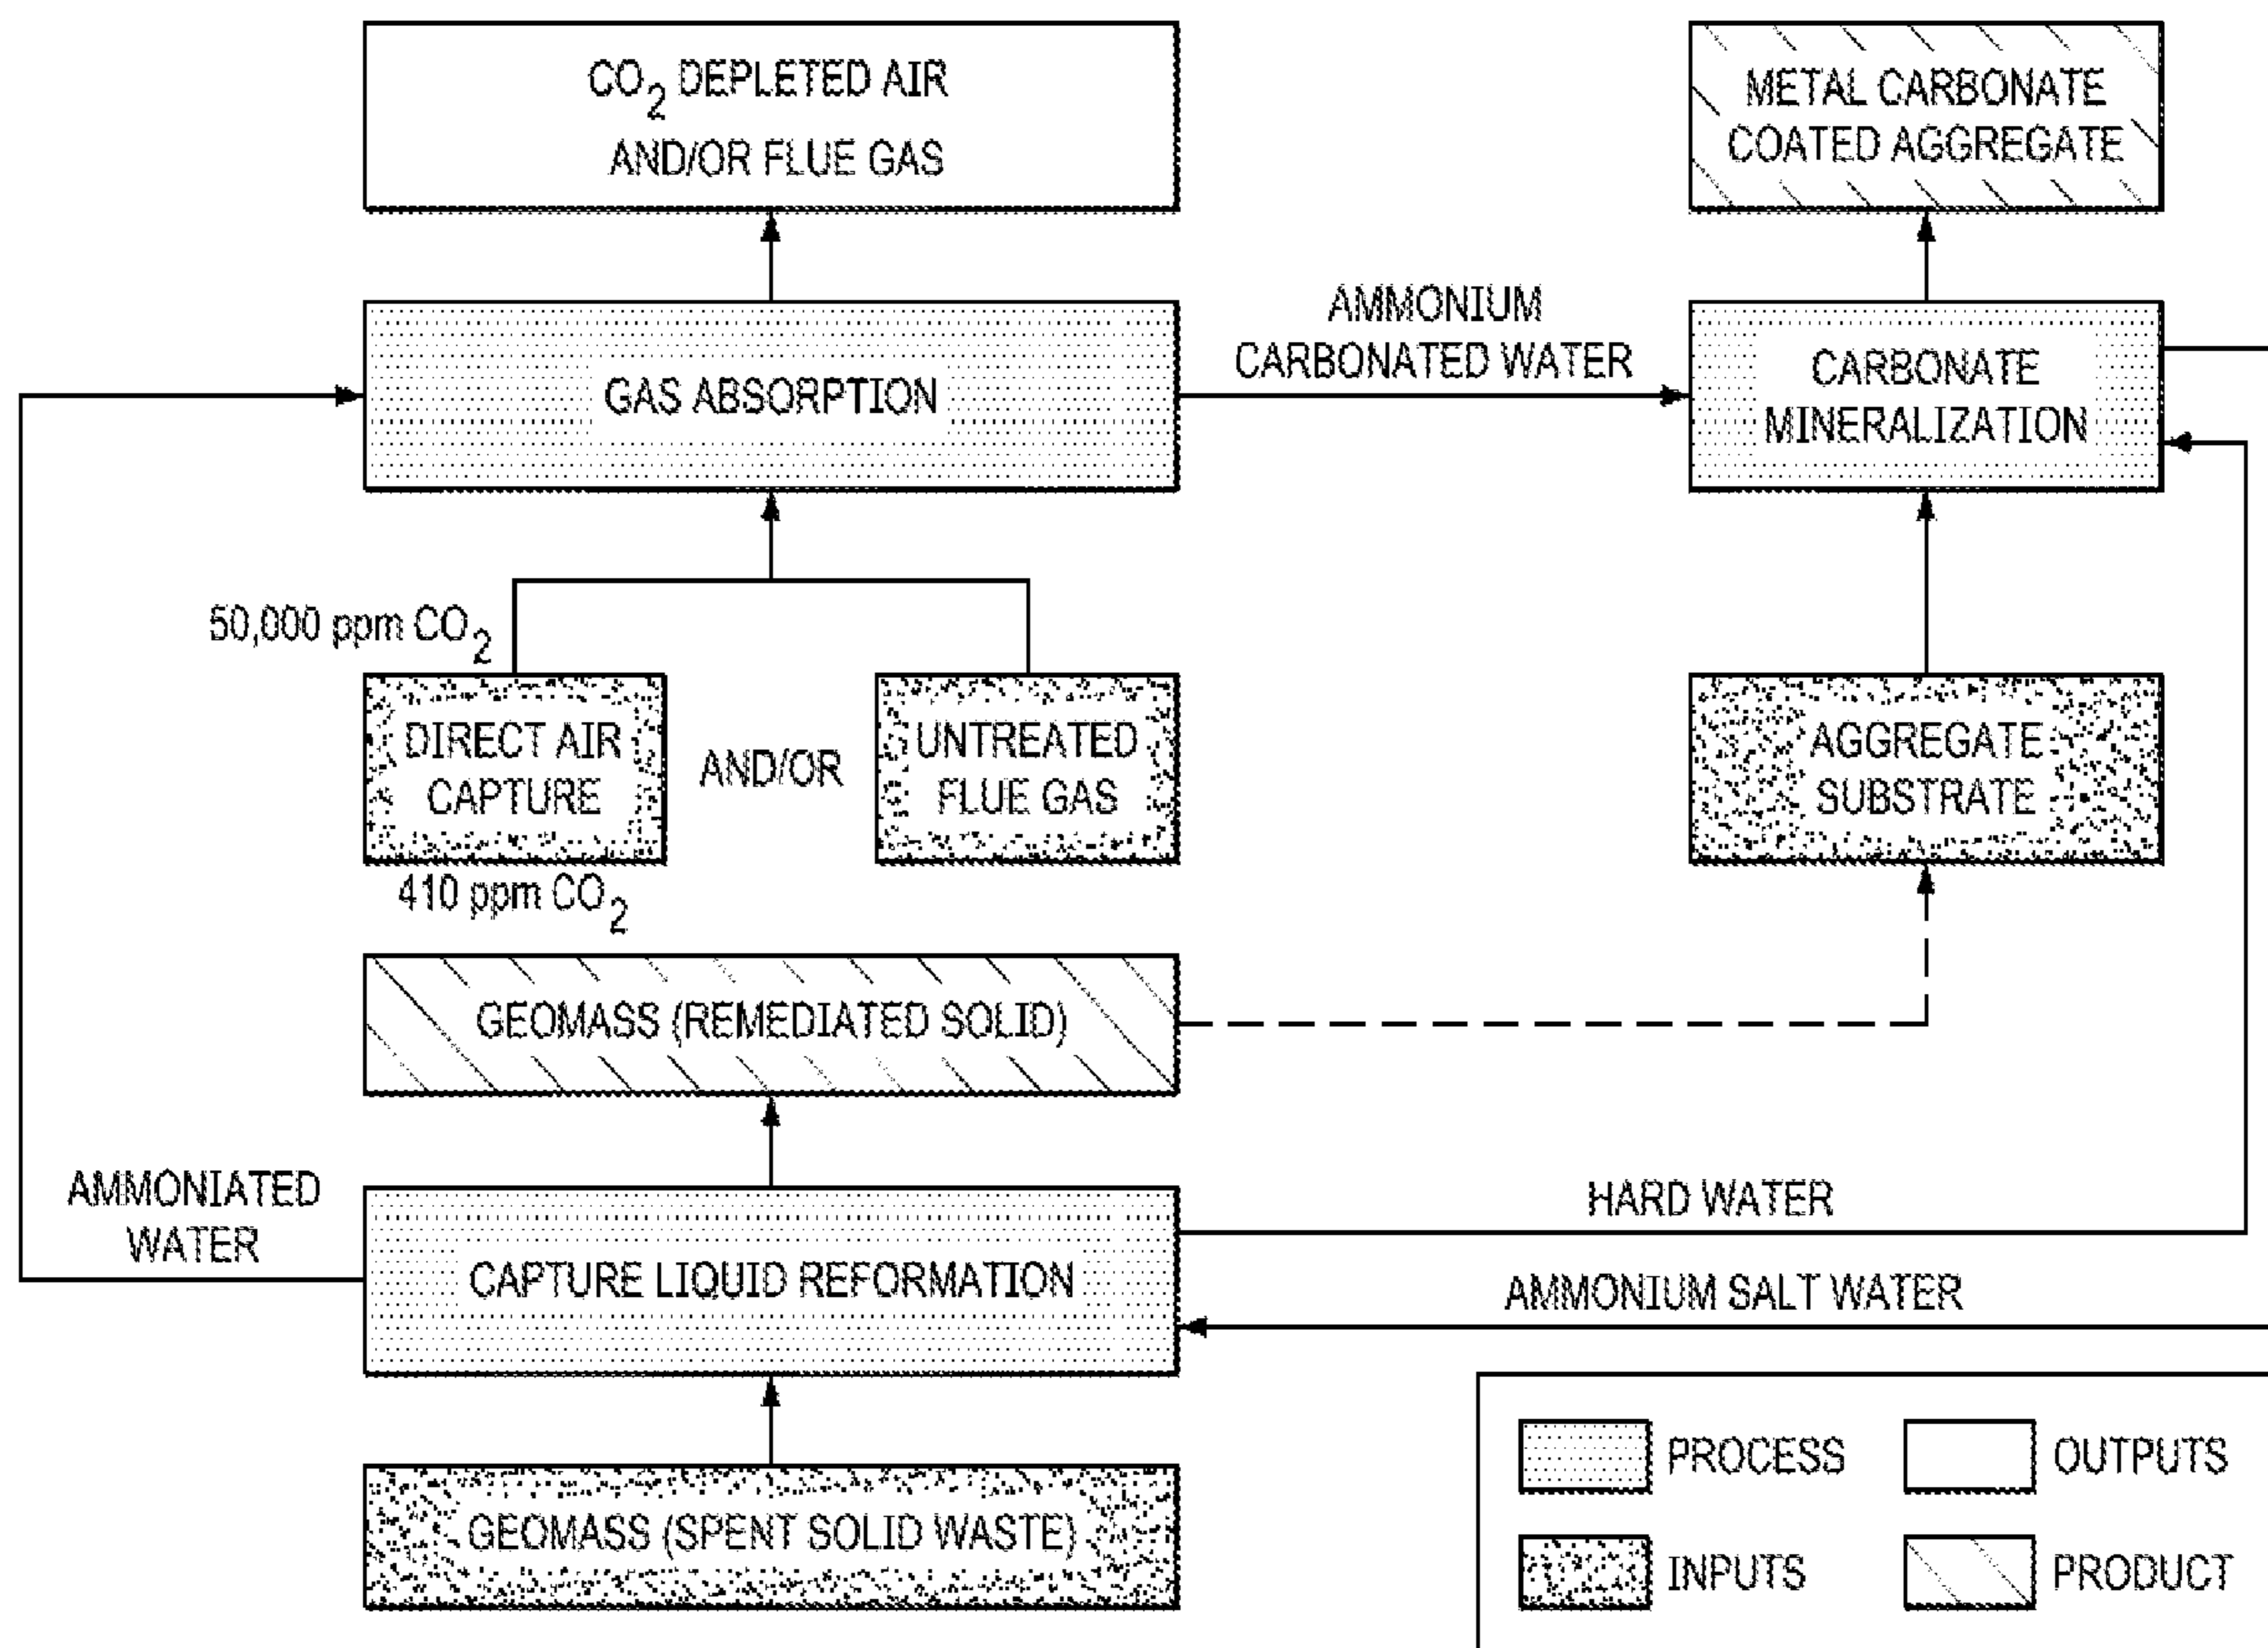 CO₂ DEPLETED AIR
AND/OR FLUE GAS
METAL CARBONATE
COATED AGGREGATE
GAS ABSORPTION
AMMONIUM
CARBONATED WATER
CARBONATE
MINERALIZATION
50,000 ppm CO₂
DIRECT AIR
CAPTURE
AND/OR
UNTREATED
FLUE GAS
AGGREGATE
SUBSTRATE
410 ppm CO₂
GEOMASS (REMEDIATED SOLID)
AMMONIATED
WATER
HARD WATER
CAPTURE LIQUID REFORMATION
AMMONIUM SALT WATER
GEOMASS (SPENT SOLID WASTE)
PROCESS
OUTPUTS
INPUTS
PRODUCT